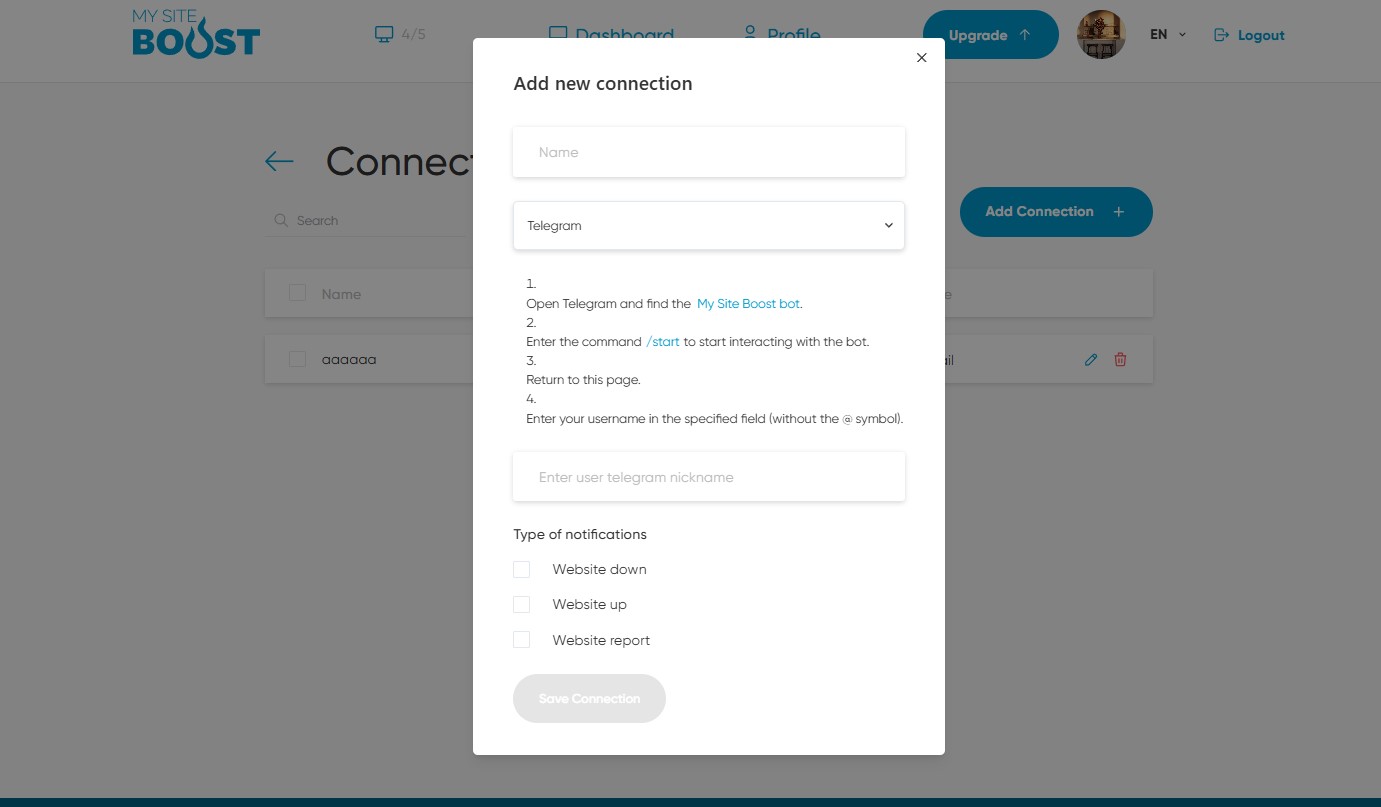 MY SITE
BOOST
4/5
Dashboard
Profile
Upgrade
EN
Logout
Add new connection
Name
Connect
Telegram
Search
Add Connection
1.
Open Telegram and find the My Site Boost bot.
2.
Enter the command /start to start interacting with the bot.
3.
Return to this page.
4.
Enter your username in the specified field (without the @ symbol).
Name
aaaaaa
Enter user telegram nickname
Type of notifications
Website down
Website up
Website report
Save Connection